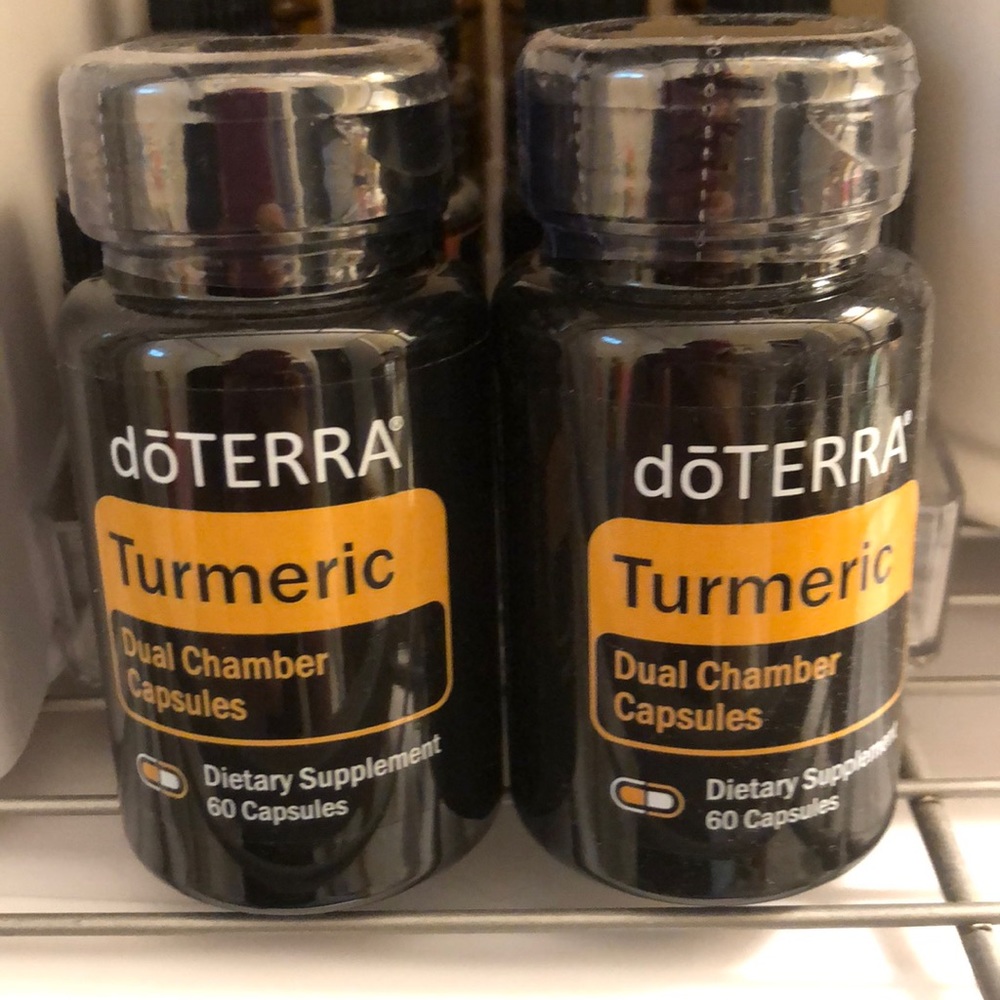 dōTERRA®
Turmeric
Dual Chamber
Capsules
Dietary Supplement
60 Capsules
dōTERRA®
Turmeric
Dual Chamber
Capsules
Dietary Supplement
60 Capsules